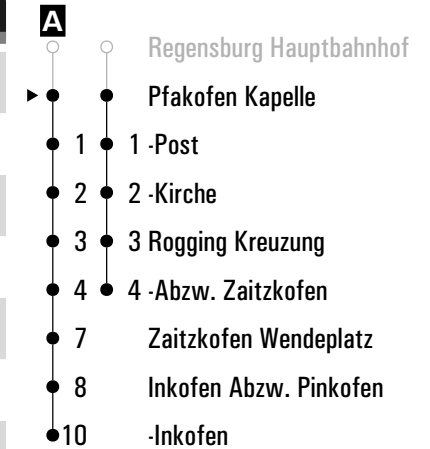 A
Regensburg Hauptbahnhof
Pfakofen Kapelle
1 1 -Post
2 2 -Kirche
3 3 Rogging Kreuzung
4 4 -Abzw. Zaitzkofen
7 Zaitzkofen Wendeplatz
8 Inkofen Abzw. Pinkofen
10 -Inkofen